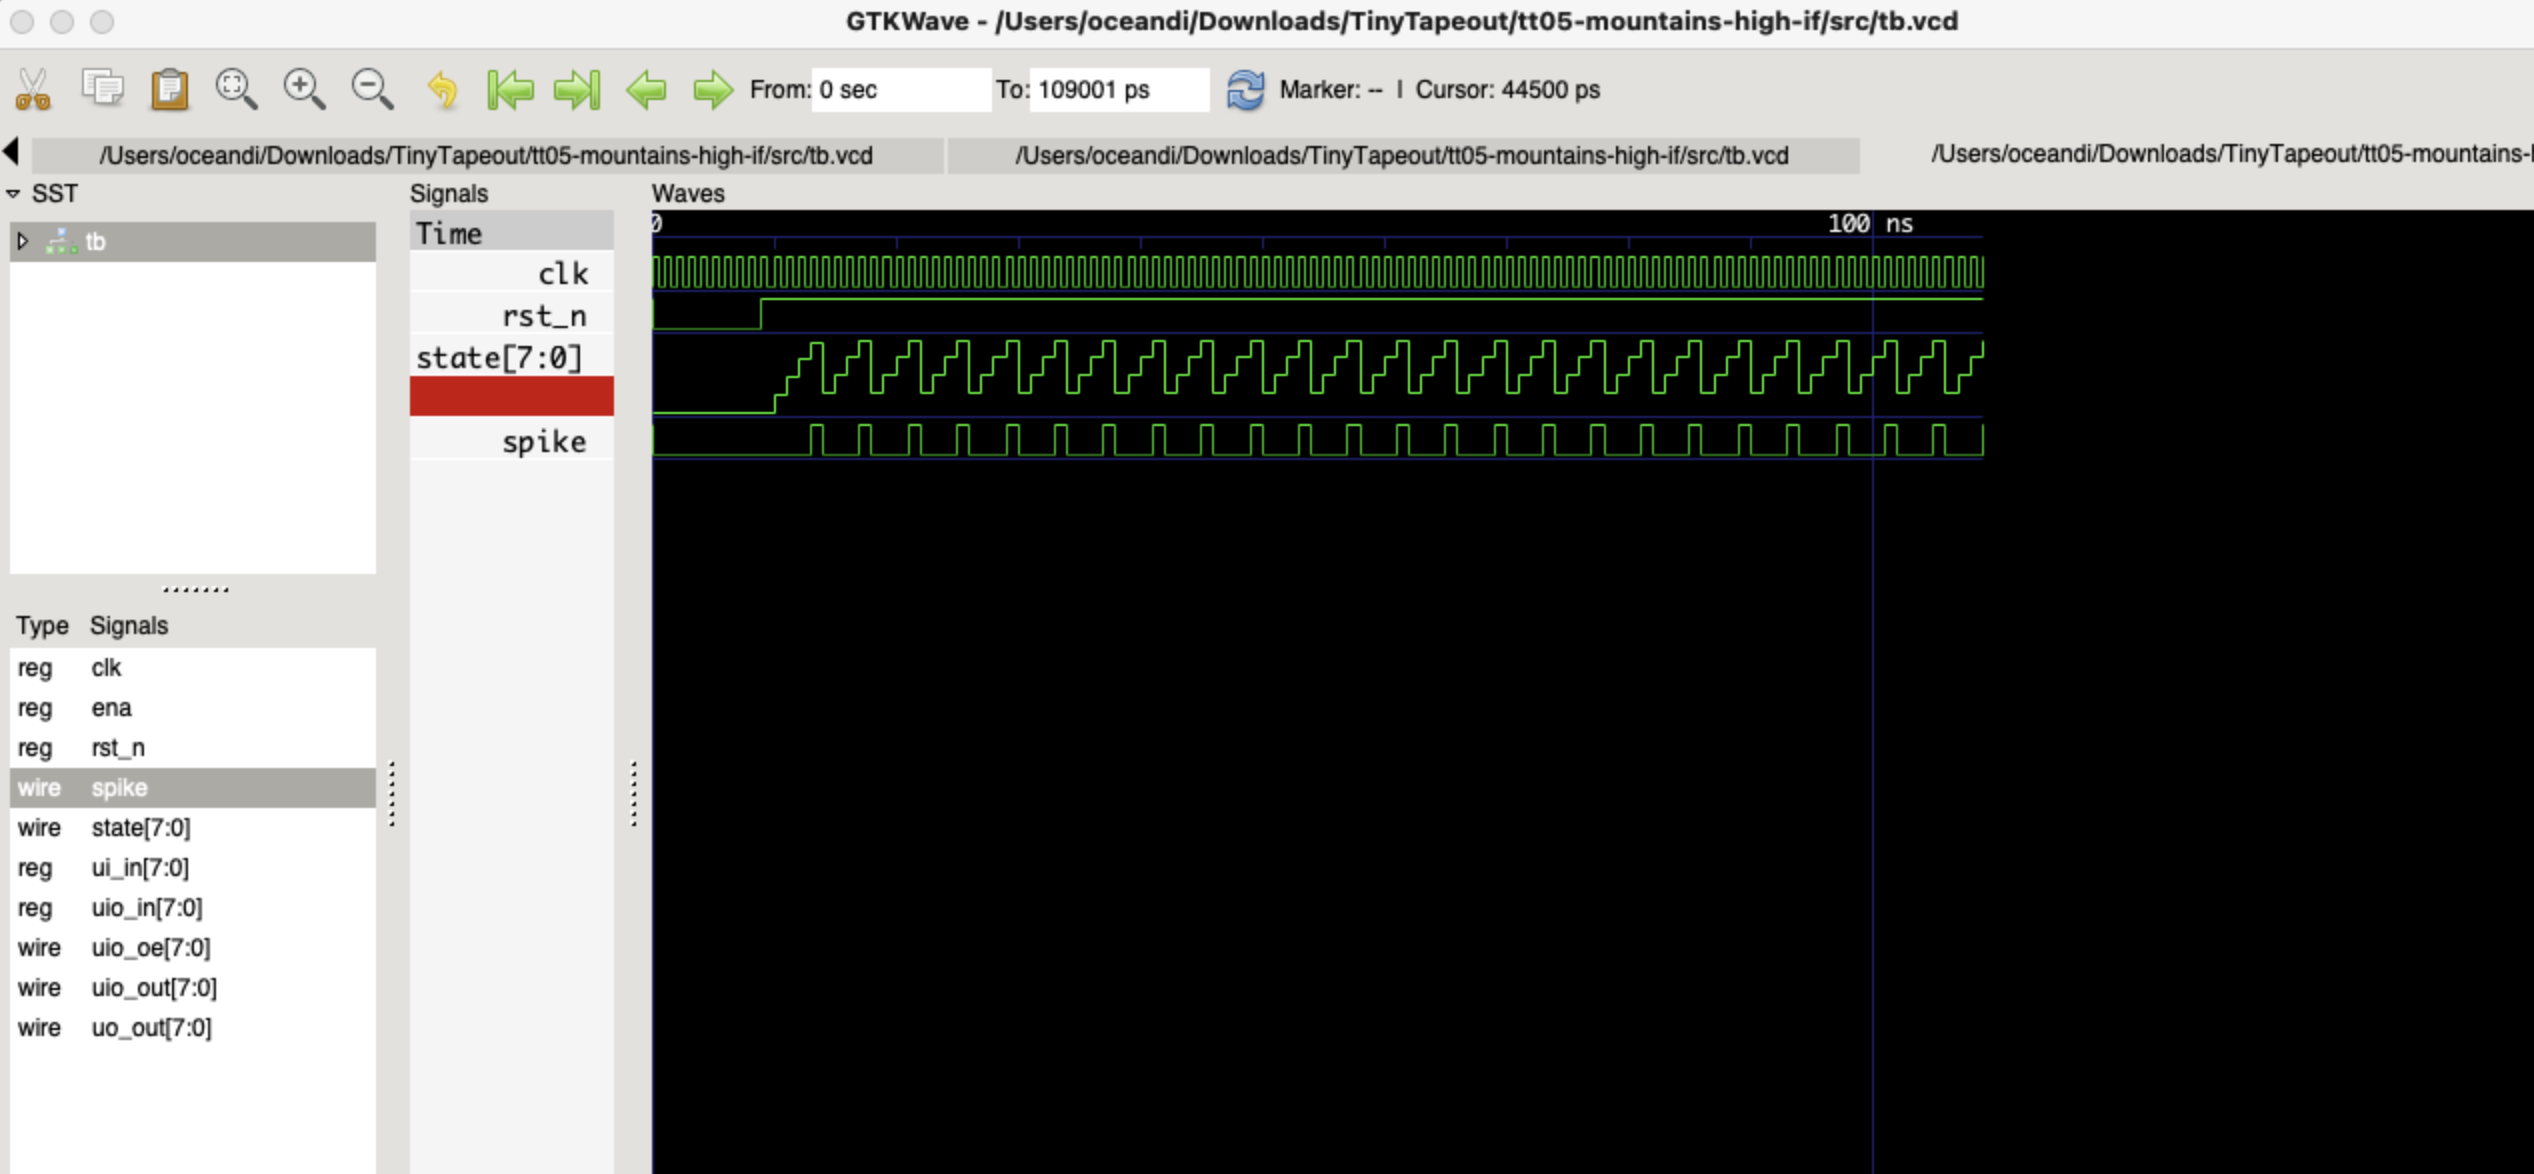 GTKWave - /Users/oceandi/Downloads/TinyTapeout/tt05-mountains-high-if/src/tb.vcd
From: 0 sec To: 109001 ps Marker: -- | Cursor: 44500 ps
/Users/oceandi/Downloads/TinyTapeout/tt05-mountains-high-if/src/tb.vcd /Users/oceandi/Downloads/TinyTapeout/tt05-mountains-high-if/src/tb.vcd /Users/oceandi/Downloads/TinyTapeout/tt05-mountains-
SST
tb
Type Signals
reg clk
reg ena
reg rst_n
wire spike
wire state[7:0]
reg ui_in[7:0]
reg uio_in[7:0]
wire uio_oe[7:0]
wire uio_out[7:0]
wire uo_out[7:0]
Signals
Time
clk
rst_n
state[7:0]
spike
Waves
0 100 ns